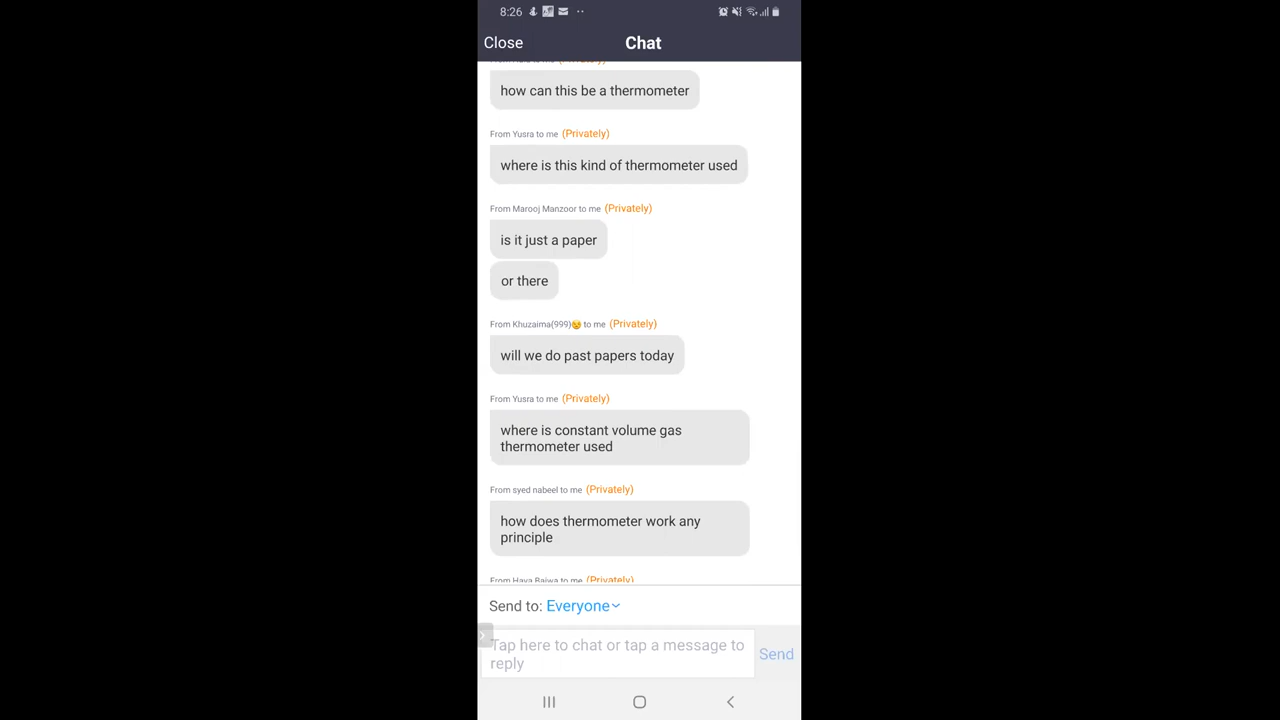 8:26
Close
Chat
how can this be a thermometer
From Yusra to me (Privately)
where is this kind of thermometer used
From Marooj Manzoor to me (Privately)
is it just a paper
or there
From Khuzaima(999)😒 to me (Privately)
will we do past papers today
From Yusra to me (Privately)
where is constant volume gas
thermometer used
From syed nabeel to me (Privately)
how does thermometer work any
principle
From Haya Bajwa to me (Privately)
Send to: Everyone
Tap here to chat or tap a message to
reply
Send